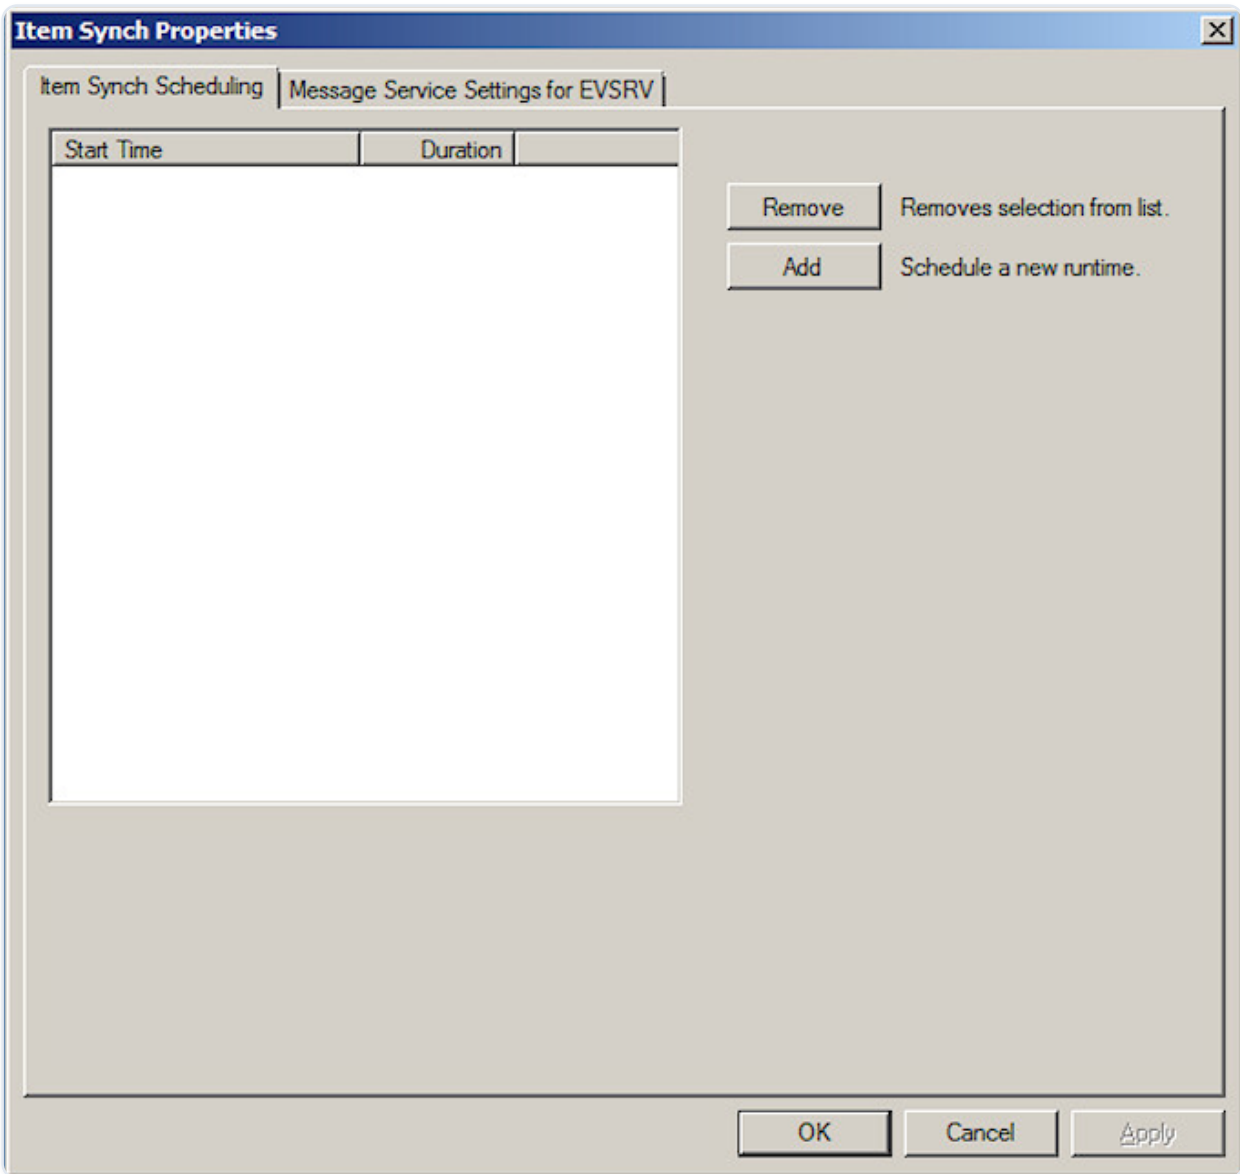 Item Synch Properties
Item Synch Scheduling Message Service Settings for EVSRV
Start Time Duration
Remove Removes selection from list.
Add Schedule a new runtime.
OK Cancel Apply